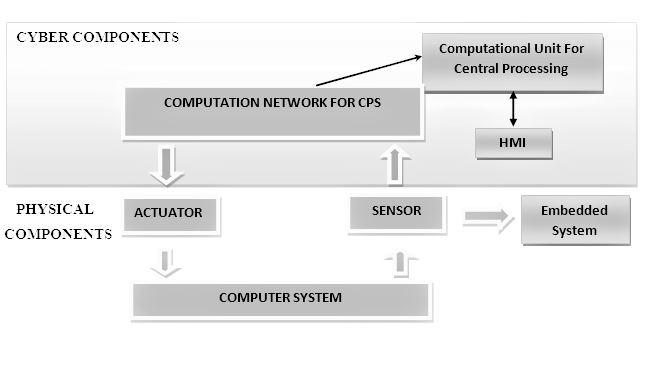 CYBER COMPONENTS
Computational Unit For
Central Processing
COMPUTATION NETWORK FOR CPS
HMI
PHYSICAL
COMPONENTS
ACTUATOR
SENSOR
Embedded
System
COMPUTER SYSTEM